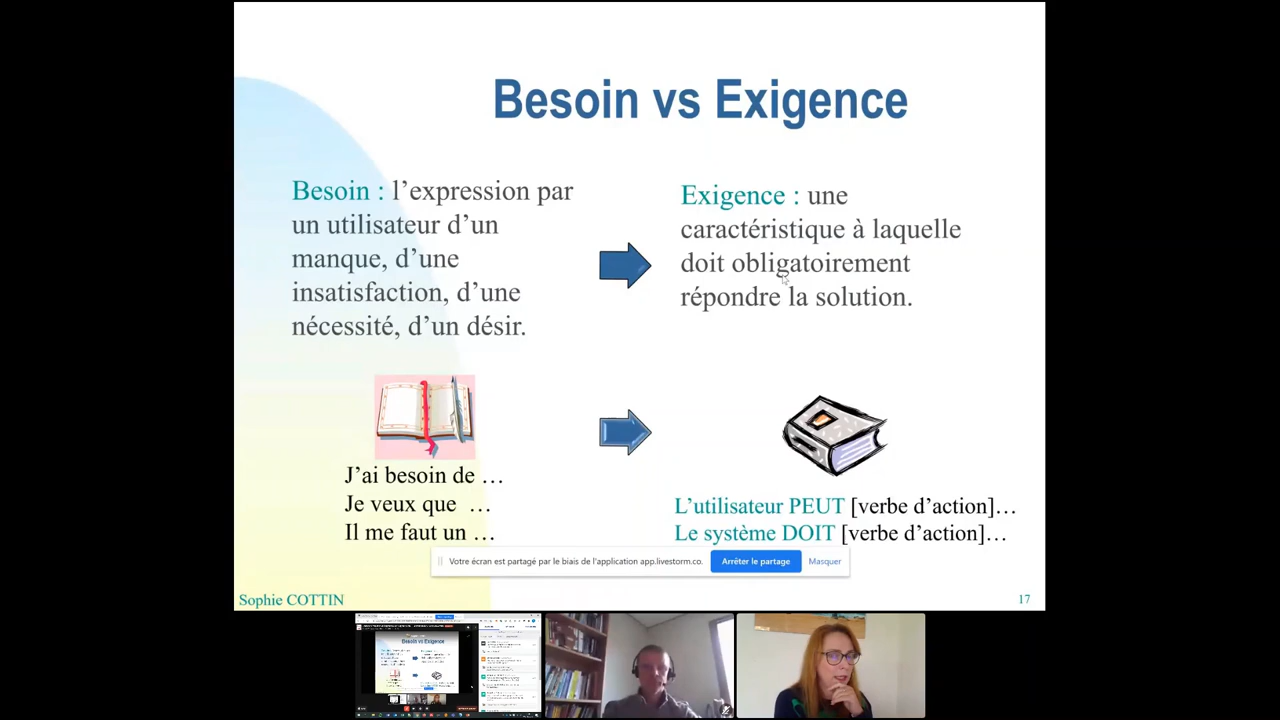 Besoin vs Exigence
Besoin : l’expression par
un utilisateur d’un
manque, d’une
insatisfaction, d’une
nécessité, d’un désir.
Exigence : une
caractéristique à laquelle
doit obligatoirement
répondre la solution.
J’ai besoin de …
Je veux que …
Il me faut un …
L’utilisateur PEUT [verbe d’action]…
Le système DOIT [verbe d’action]…
Votre écran est partagé par le biais de l'application app.livestorm.co.
Arrêter le partage
Masquer
Sophie COTTIN
17
Besoin vs Exigence